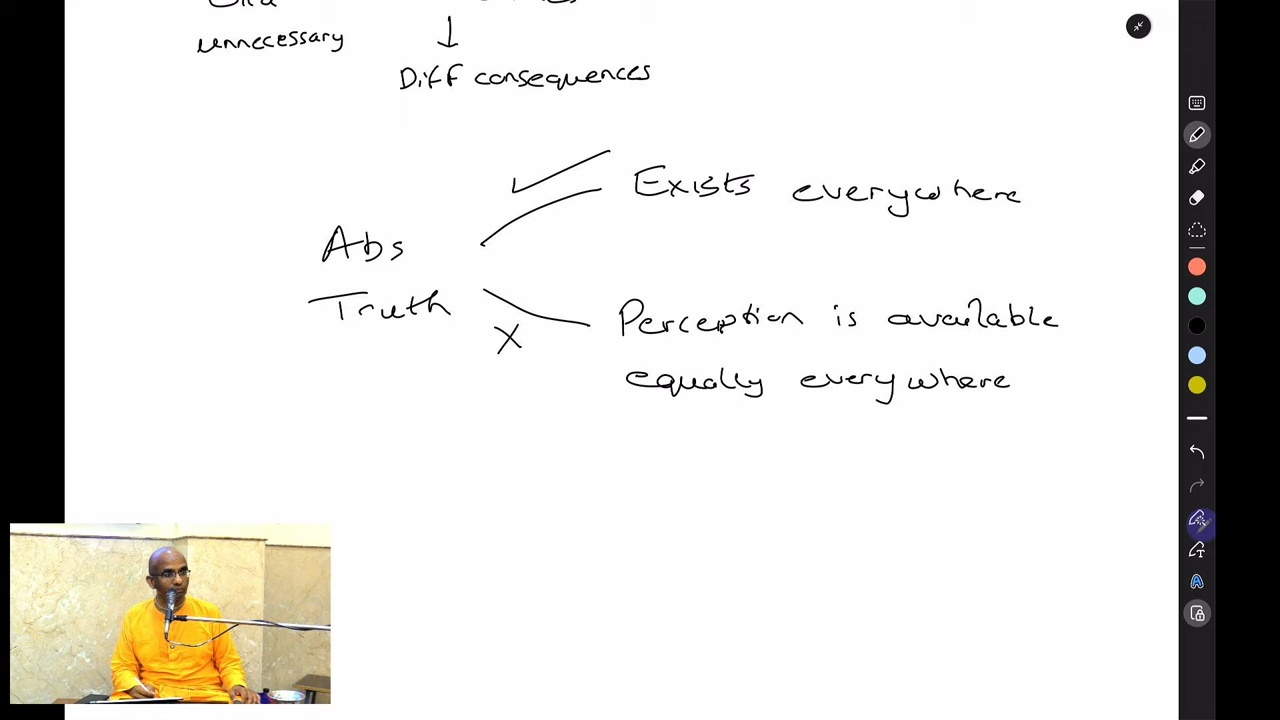 unnecessary
Diff consequences
✓ Exists everywhere
Abs
Truth
X Perception is available
equally everywhere